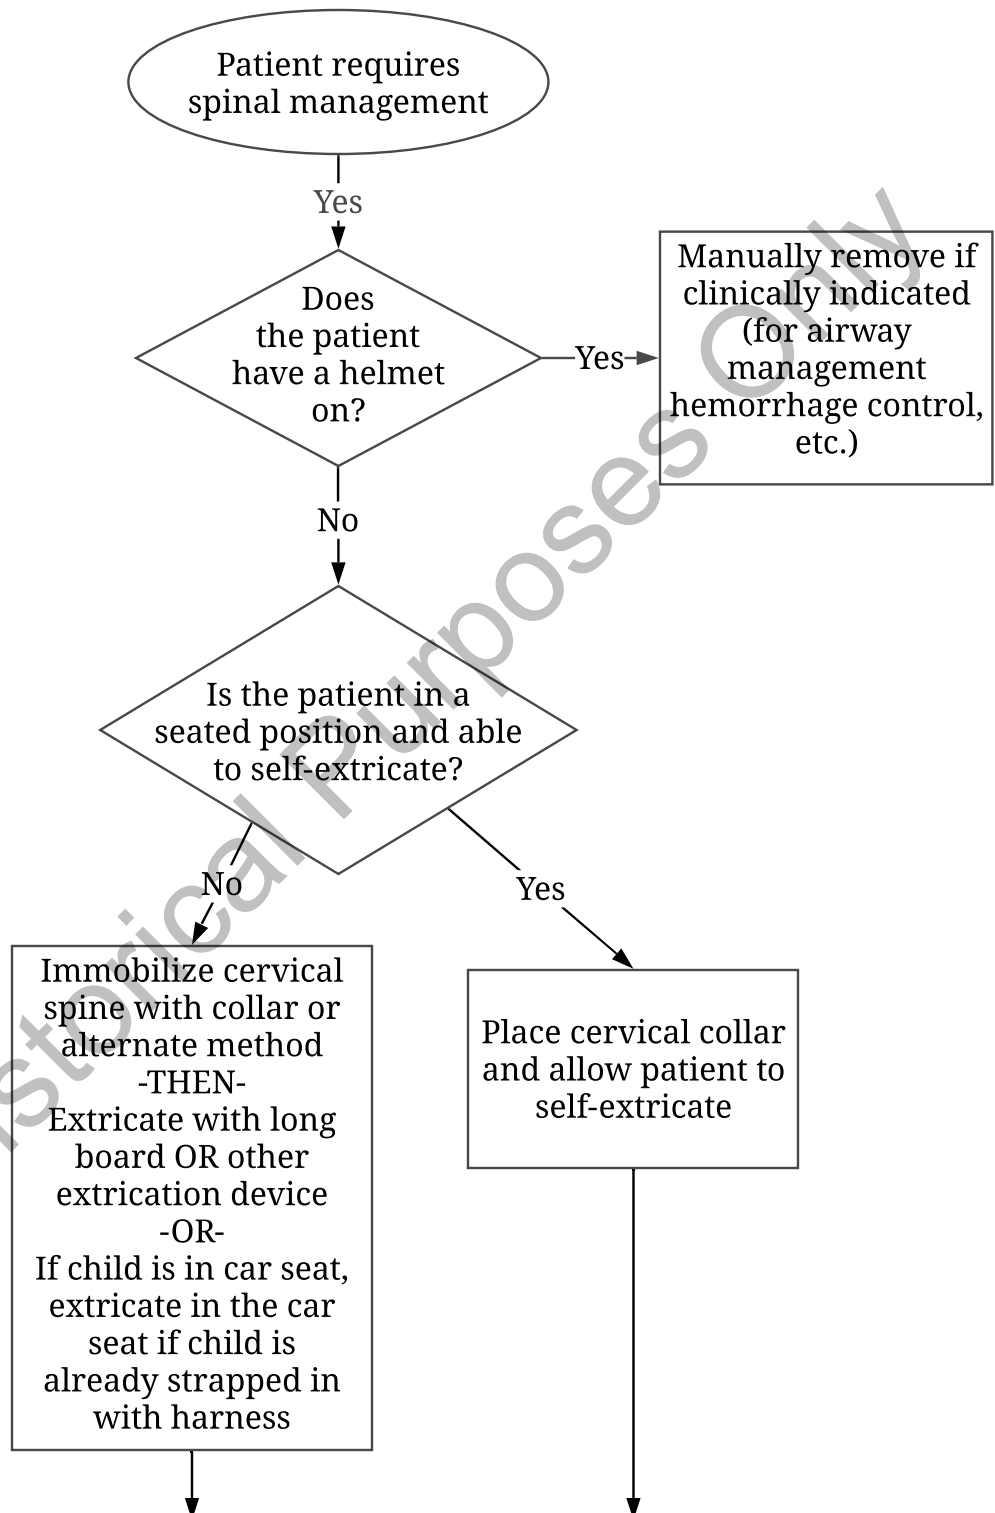 Patient requires
spinal management
Yes
Does
the patient
have a helmet
on?
Yes
Manually remove if
clinically indicated
(for airway
management
hemorrhage control,
etc.)
No
Is the patient in a
seated position and able
to self-extricate?
No
Yes
Immobilize cervical
spine with collar or
alternate method
-THEN-
Extricate with long
board OR other
extrication device
-OR-
If child is in car seat,
extricate in the car
seat if child is
already strapped in
with harness
Place cervical collar
and allow patient to
self-extricate
istorical Purposes Only